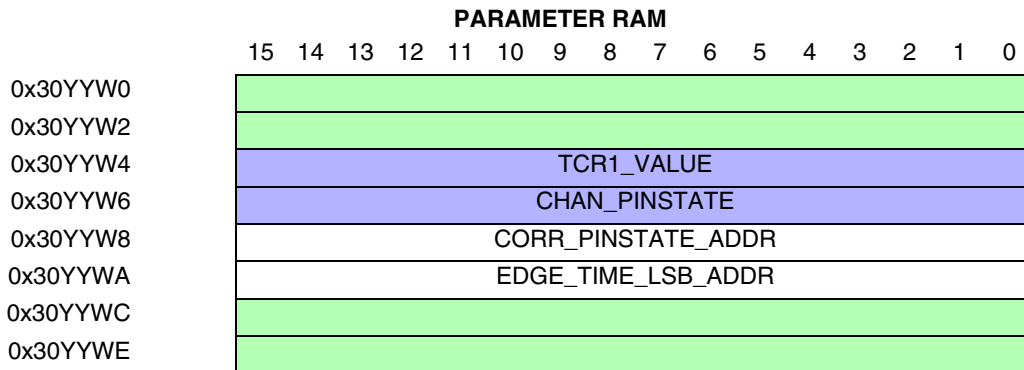 PARAMETER RAM
15 14 13 12 11 10 9 8 7 6 5 4 3 2 1 0
0x30YYW0
0x30YYW2
0x30YYW4 TCR1_VALUE
0x30YYW6 CHAN_PINSTATE
0x30YYW8 CORR_PINSTATE_ADDR
0x30YYWA EDGE_TIME_LSB_ADDR
0x30YYWC
0x30YYWE